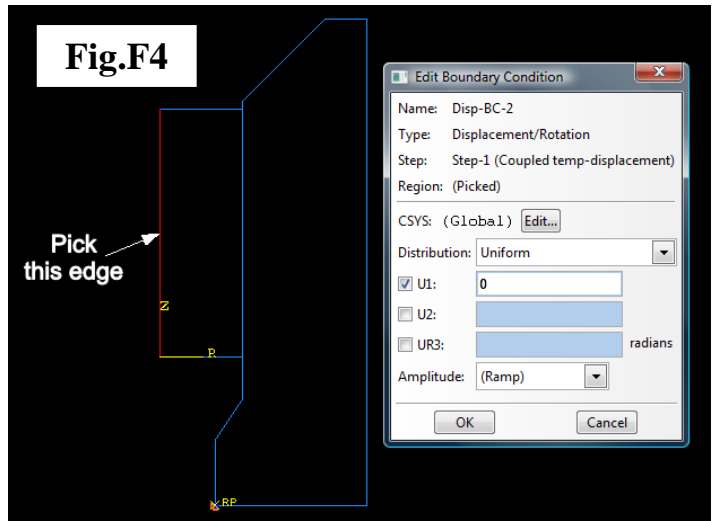 Fig.F4
Pick
this edge
Z
R
RP
Edit Boundary Condition
Name: Disp-BC-2
Type: Displacement/Rotation
Step: Step-1 (Coupled temp-displacement)
Region: (Picked)
CSYS: (Global) Edit...
Distribution: Uniform
U1: 0
U2:
UR3: radians
Amplitude: (Ramp)
OK Cancel